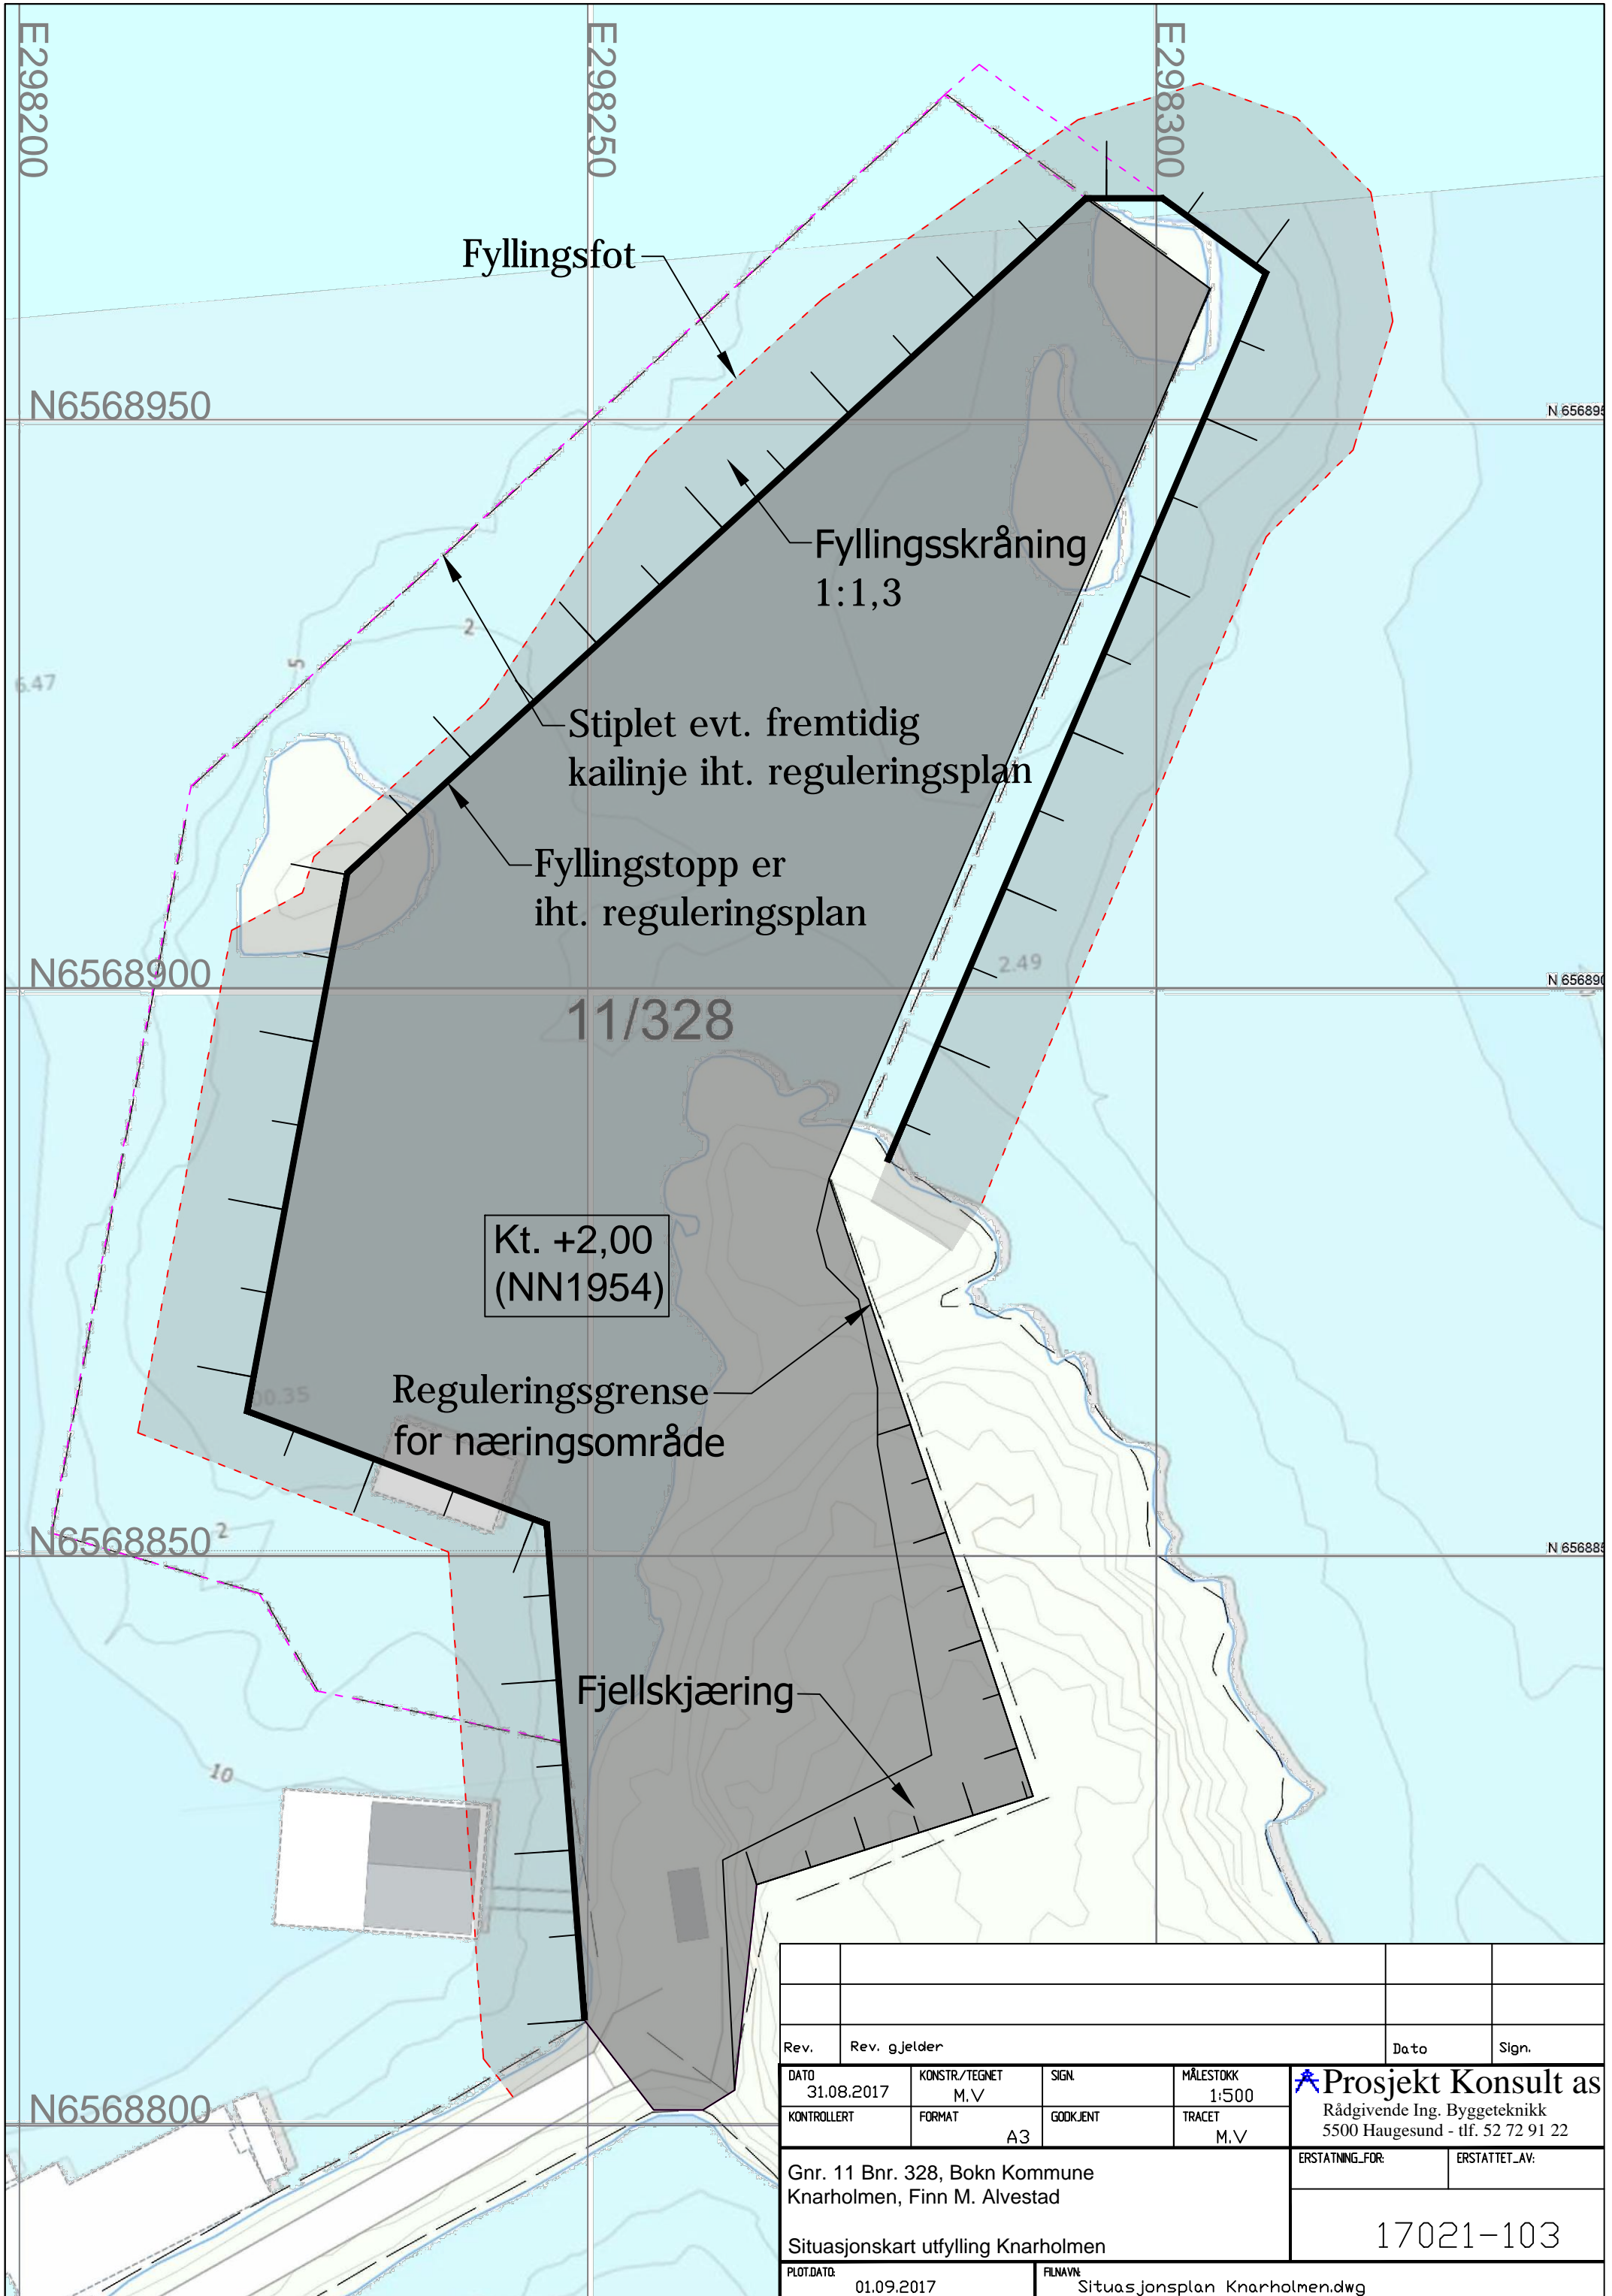 E298200
E298250
E298300
Fyllingsfot
N6568950
N 656895
Fyllingsskråning
1:1,3
2
5
6.47
Stiplet evt. fremtidig
kailinje iht. reguleringsplan
Fyllingstopp er
iht. reguleringsplan
N6568900
2.49
N 656890
11/328
Kt. +2,00
(NN1954)
Reguleringsgrense
for næringsområde
00.35
N6568850
2
N 656885
Fjellskjæring
10
N6568800
Rev.
Rev. gjelder
Dato
Sign.
DATO
31.08.2017
KONSTR./TEGNET
M.V
SIGN.
MÅLESTOKK
1:500
Prosjekt Konsult as
Rådgivende Ing. Byggeteknikk
5500 Haugesund - tlf. 52 72 91 22
KONTROLLERT
FORMAT
A3
GODKJENT
TRACET
M.V
Gnr. 11 Bnr. 328, Bokn Kommune
Knarholmen, Finn M. Alvestad
Situasjonskart utfylling Knarholmen
ERSTATNING_FOR:
ERSTATTET_AV:
17021-103
PLOT.DATO:
01.09.2017
FILNAVN:
Situasjonsplan Knarholmen.dwg